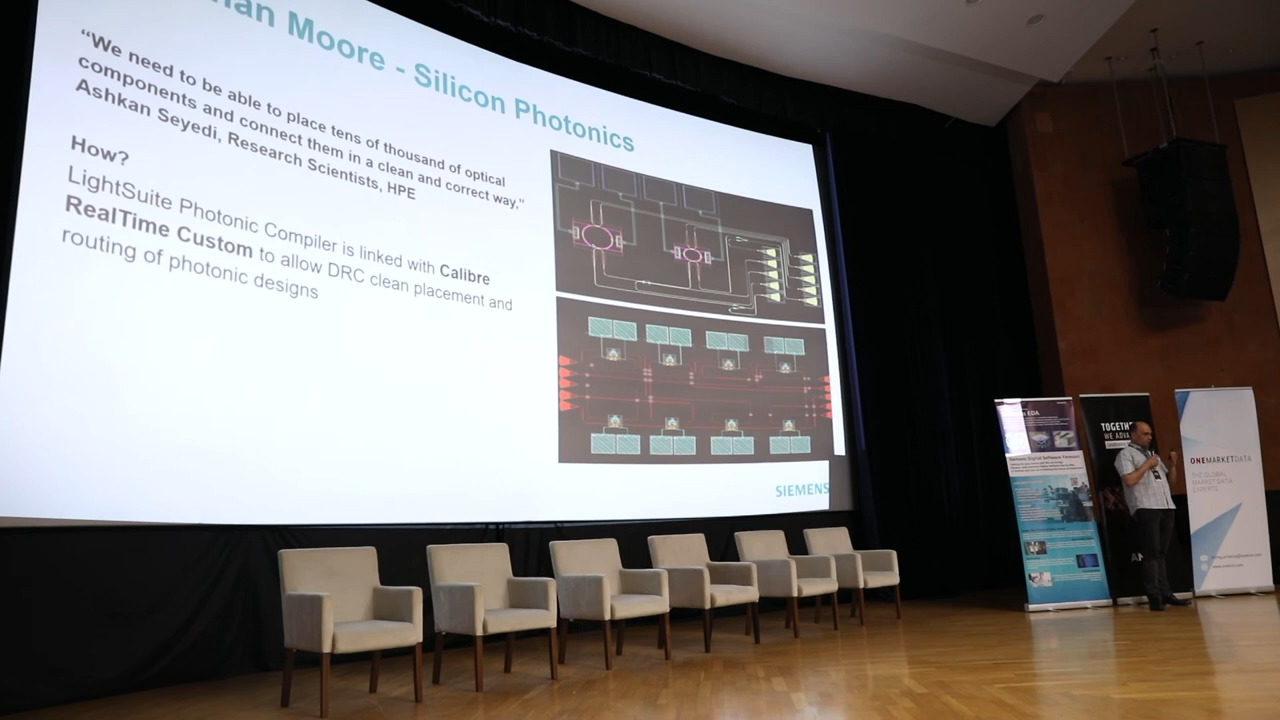 an Moore - Silicon Photonics
“We need to be able to place tens of thousand of optical
components and connect them in a clean and correct way.”
Ashkan Seyedi, Research Scientists, HPE
How?
LightSuite Photonic Compiler is linked with Calibre
RealTime Custom to allow DRC clean placement and
routing of photonic designs
SIEMENS
EDA
TOGETHE
WE ADVA
ONEMARKETDATA
THE GLOBAL
MARKET DATA
EXPERTS